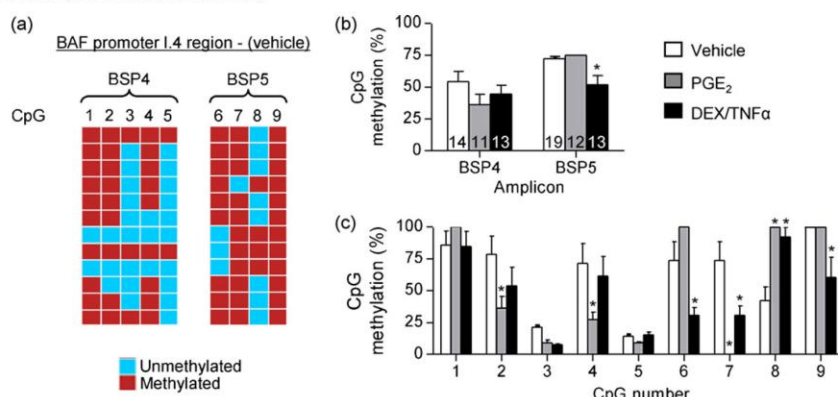 (a)
BAF promoter I.4 region - (vehicle)
BSP4 BSP5
CpG 1 2 3 4 5 6 7 8 9
Unmethylated
Methylated
(b)
CpG
methylation (%)
100
75
50
25
0
14 11 13 19 12 13
*
BSP4 BSP5
Amplicon
Vehicle
PGE₂
DEX/TNFα
(c)
CpG
methylation (%)
100
75
50
25
0
* * * * * * * *
1 2 3 4 5 6 7 8 9
CpG number